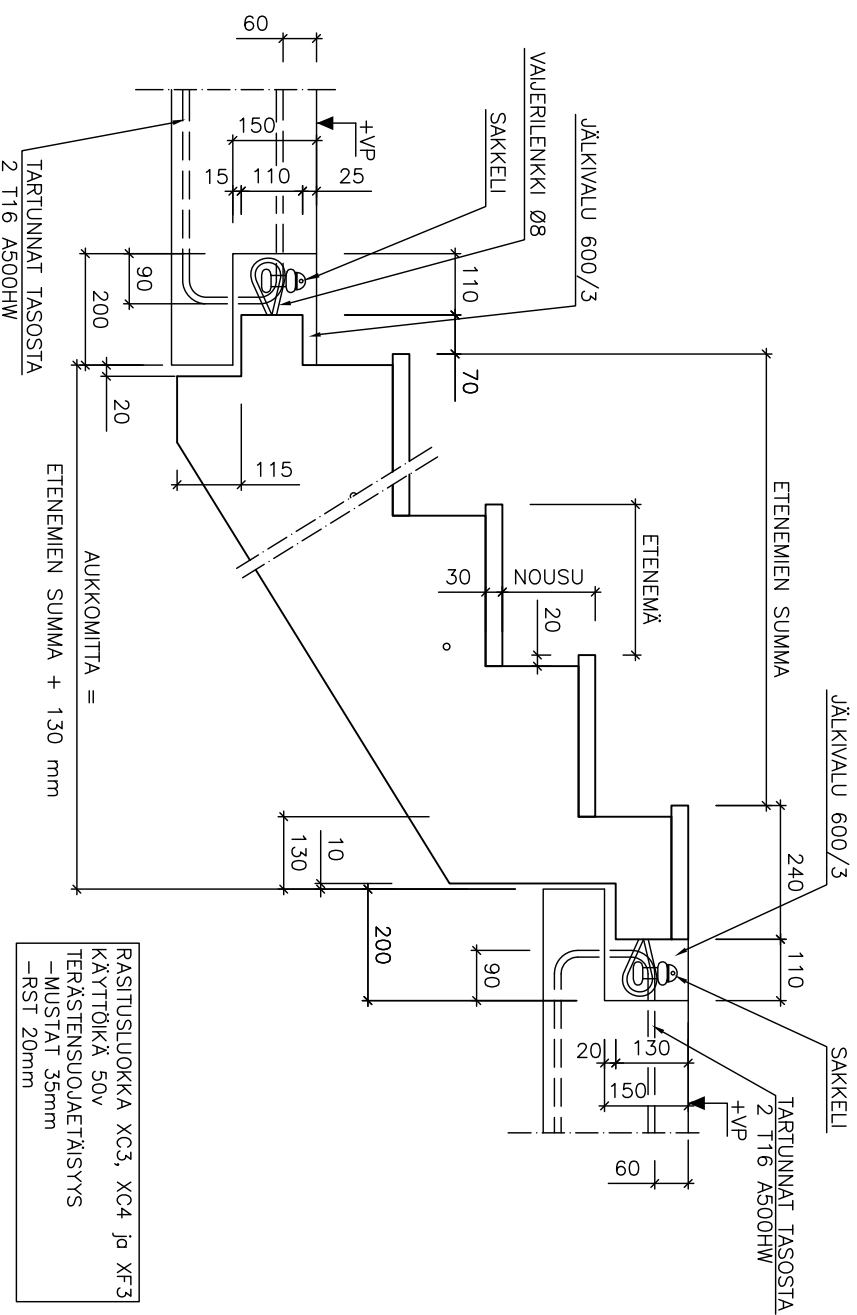 JÄLKIVALU 600/3
SAKKELI
TARTUNNAT TASOSTA
2 T16 A500HW
+VP
240
110
130
20
150
60
90
200
10
130
ETENEMIEN SUMMA
ETENEMÄ
NOUSU
30
20
JÄLKIVALU 600/3
VAIJERILENKKI Ø8
SAKKELI
+VP
60
150
15
110
25
110
70
90
200
20
115
TARTUNNAT TASOSTA
2 T16 A500HW
AUKKOMITTA =
ETENEMIEN SUMMA + 130 mm
RASITUSLUOKKA XC3, XC4 ja XF3
KÄYTTÖIKÄ 50v
TERÄSTENSUOJAETÄISYYS
-MUSTAT 35mm
-RST 20mm